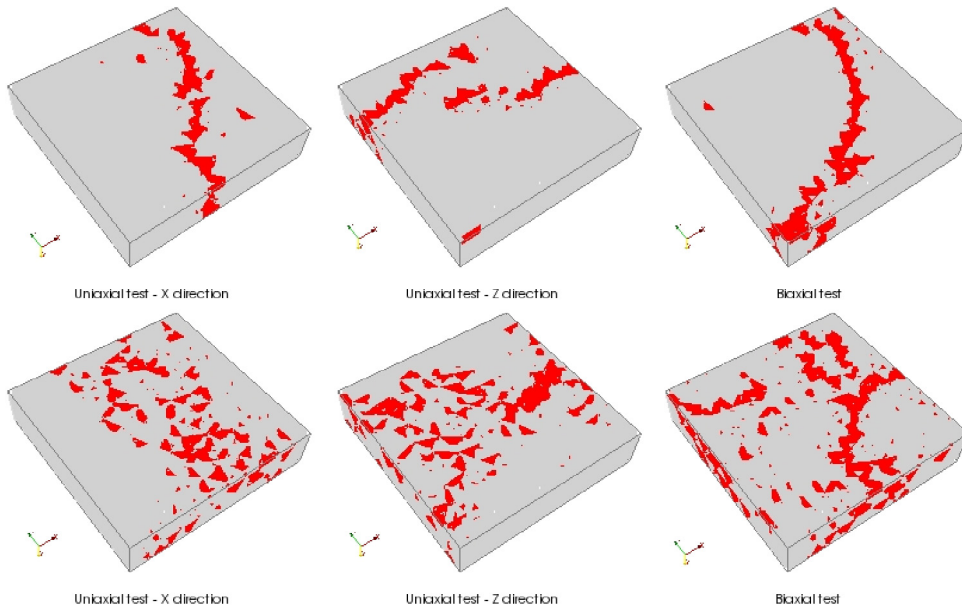 Uniaxial test - X direction
Uniaxial test - Z direction
Biaxial test
Uniaxial test - X direction
Uniaxial test - Z direction
Biaxial test